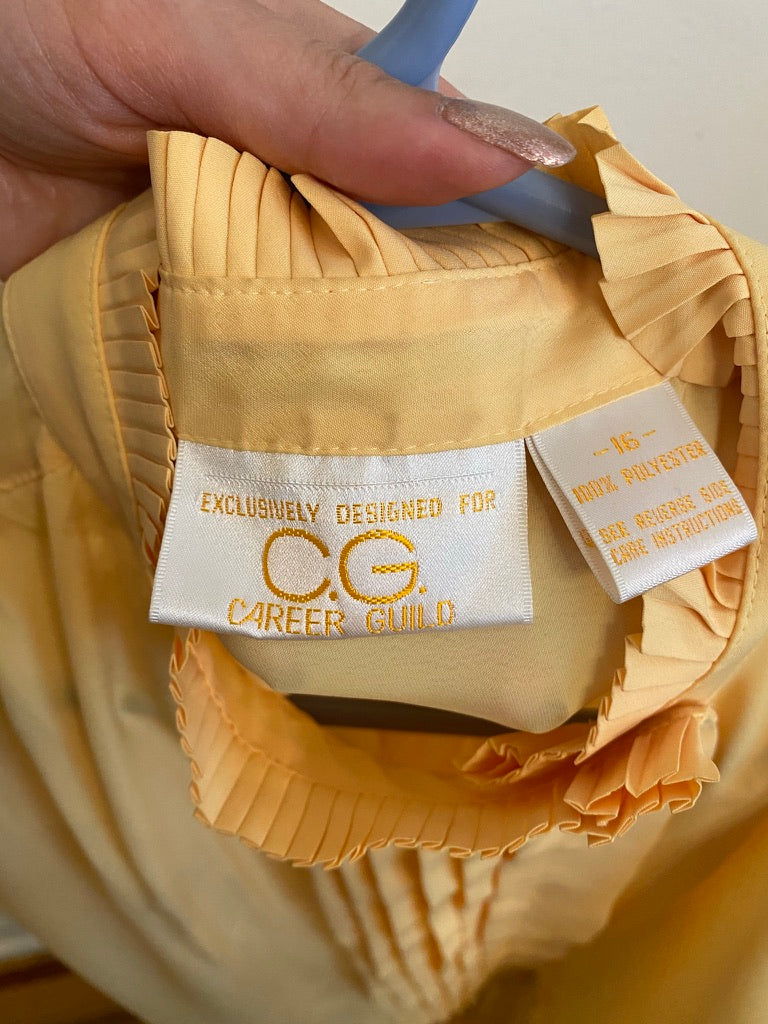 EXCLUSIVELY DESIGNED FOR
C.G.
CAREER GUILD
-16-
100% POLYESTER
SEE REVERSE SIDE
CARE INSTRUCTIONS